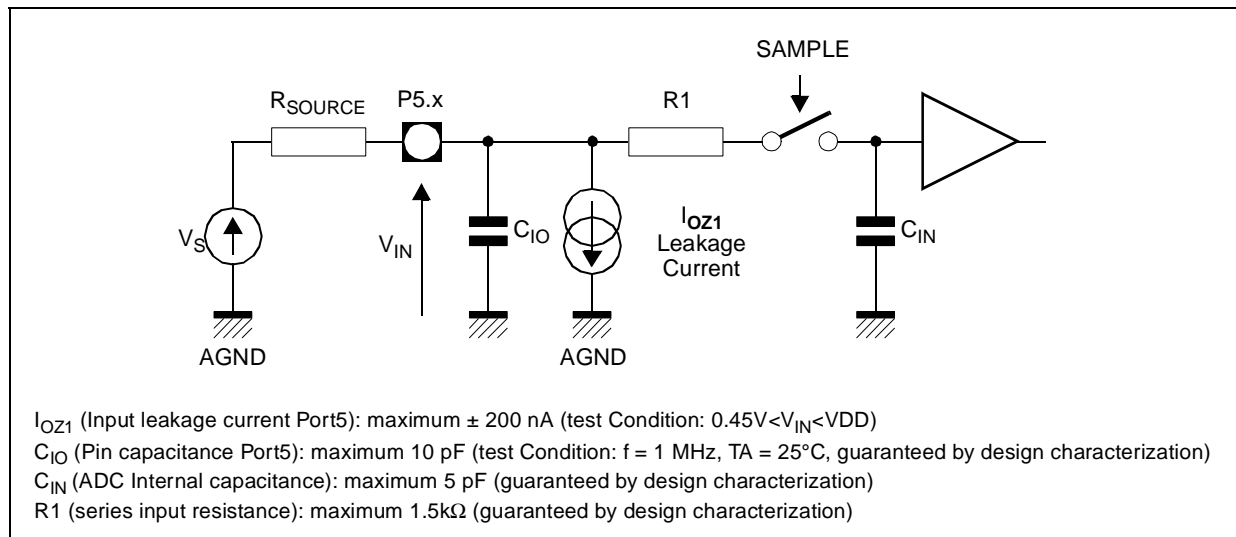 SAMPLE
RSOURCE
P5.x
R1
VS
VIN
CIO
IOZ1
Leakage
Current
CIN
AGND
AGND
IOZ1 (Input leakage current Port5): maximum ± 200 nA (test Condition: 0.45V<VIN<VDD)
CIO (Pin capacitance Port5): maximum 10 pF (test Condition: f = 1 MHz, TA = 25°C, guaranteed by design characterization)
CIN (ADC Internal capacitance): maximum 5 pF (guaranteed by design characterization)
R1 (series input resistance): maximum 1.5kΩ (guaranteed by design characterization)